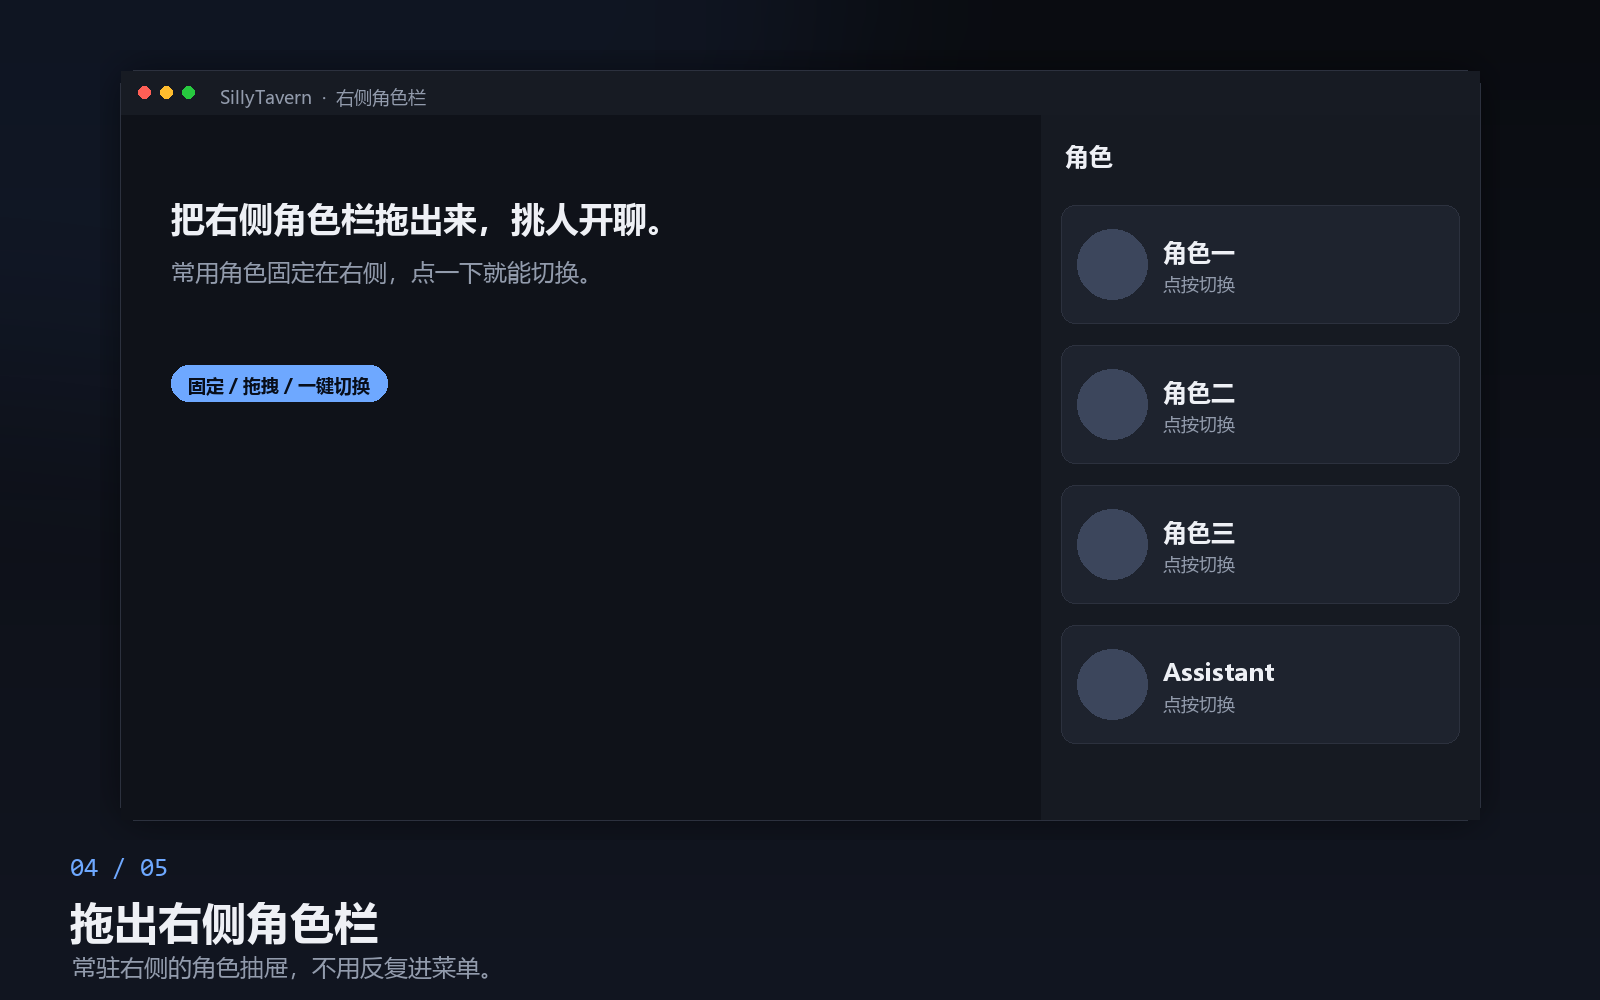 SillyTavern · 右侧角色栏
把右侧角色栏拖出来，挑人开聊。
常用角色固定在右侧，点一下就能切换。
固定 / 拖拽 / 一键切换
角色
角色一
点按切换
角色二
点按切换
角色三
点按切换
Assistant
点按切换
04 / 05
拖出右侧角色栏
常驻右侧的角色抽屉，不用反复进菜单。